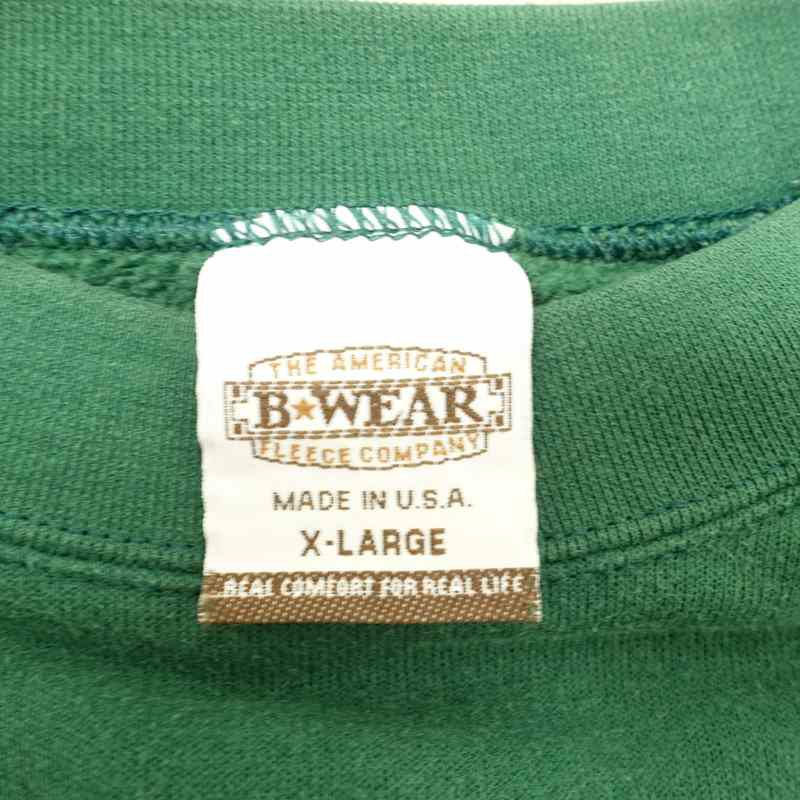 THE AMERICAN
B★WEAR
FLEECE COMPANY
MADE IN U.S.A.
X-LARGE
REAL COMFORT FOR REAL LIFE